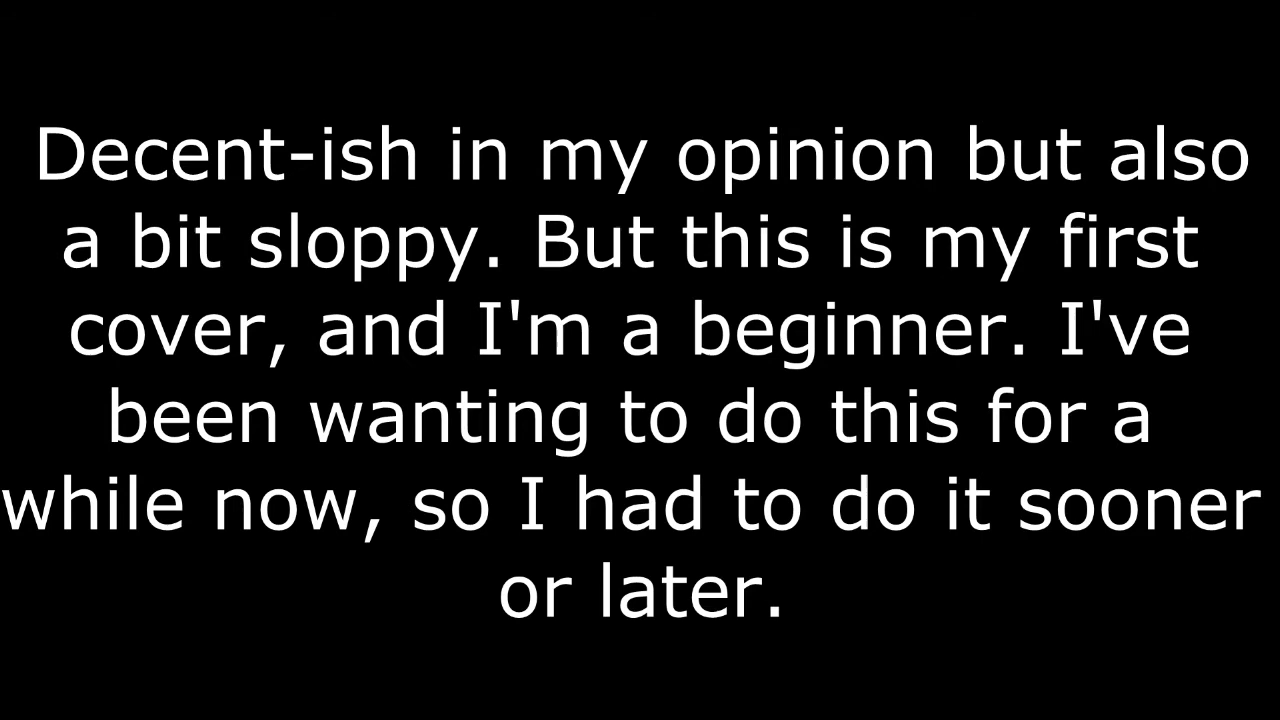 Decent-ish in my opinion but also
a bit sloppy. But this is my first
cover, and I'm a beginner. I've
been wanting to do this for a
while now, so I had to do it sooner
or later.